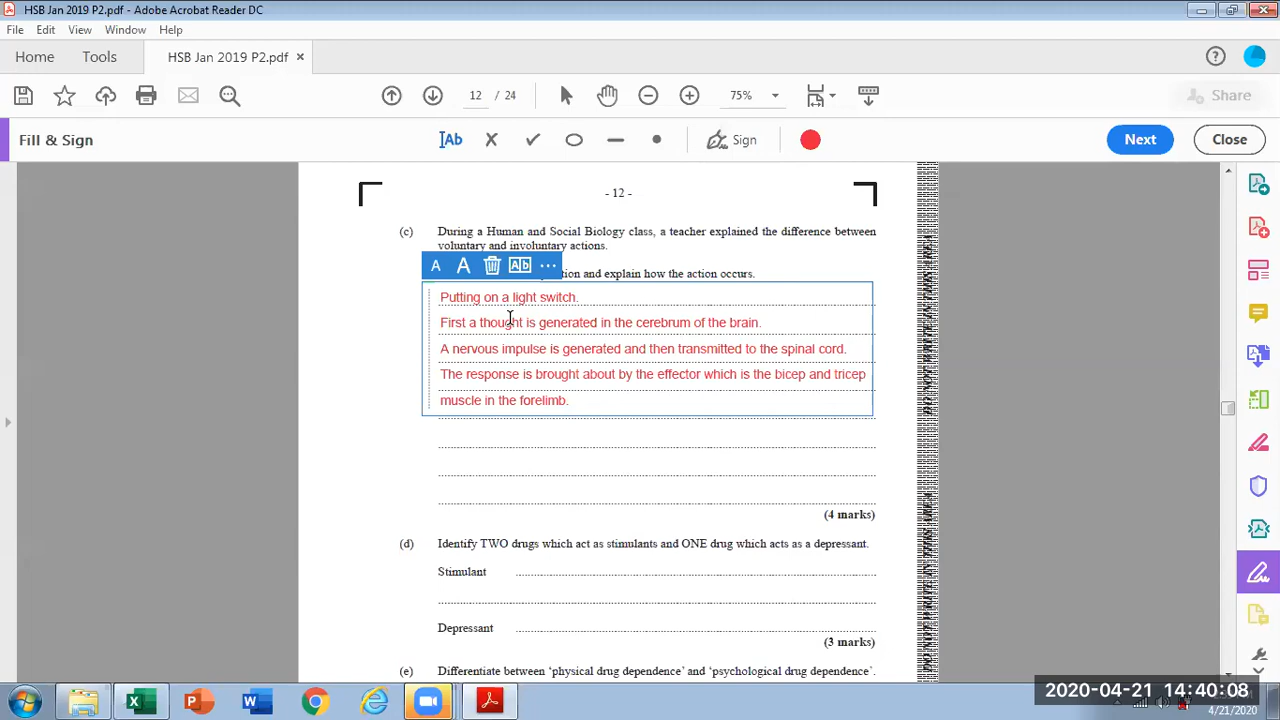 HSB Jan 2019 P2.pdf - Adobe Acrobat Reader DC
File Edit View Window Help
Home Tools HSB Jan 2019 P2.pdf ×
12 / 24 75% Share
Fill & Sign Ab Sign Next Close
- 12 -
(c) During a Human and Social Biology class, a teacher explained the difference between
voluntary and involuntary actions.
A A Ab ...
and explain how the action occurs.
Putting on a light switch.
First a thought is generated in the cerebrum of the brain.
A nervous impulse is generated and then transmitted to the spinal cord.
The response is brought about by the effector which is the bicep and tricep
muscle in the forelimb.
(4 marks)
(d) Identify TWO drugs which act as stimulants and ONE drug which acts as a depressant.
Stimulant
Depressant
(3 marks)
(e) Differentiate between ‘physical drug dependence’ and ‘psychological drug dependence’.
2020-04-21 14:40:08
4/21/2020